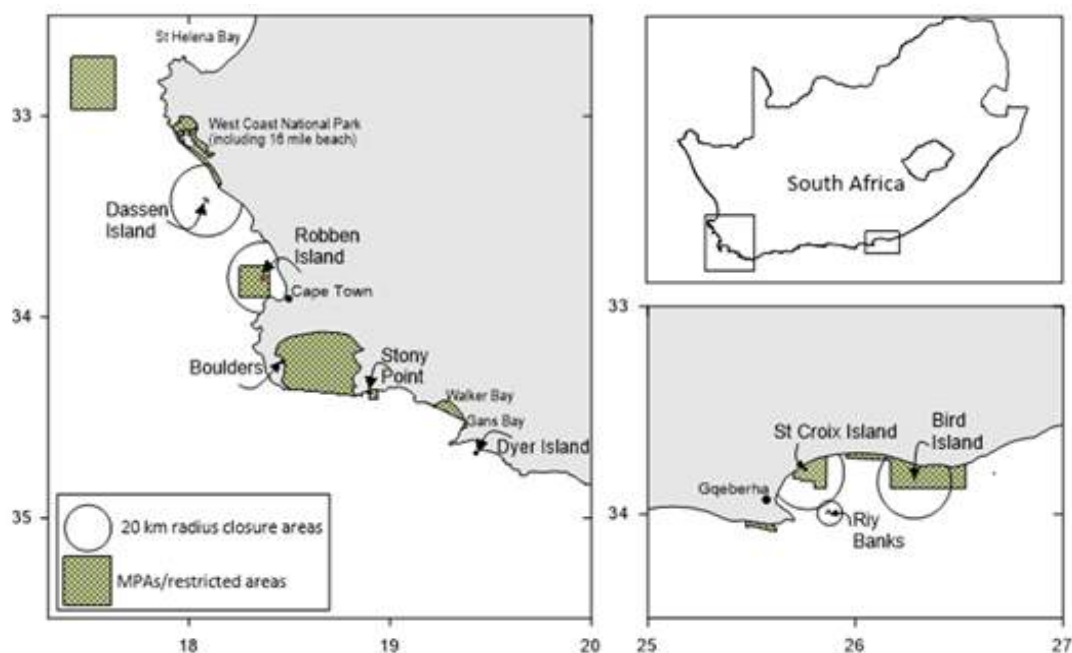 St Helena Bay
33
West Coast National Park
(including 16 mile beach)
Dassen
Island
Robben
Island
Cape Town
34
Boulders
Stony
Point
Walker Bay
Gans Bay
Dyer Island
35
20 km radius closure areas
MPAs/restricted areas
18
19
20
South Africa
33
St Croix Island
Bird
Island
Gqeberha
34
Riy
Banks
25
26
27